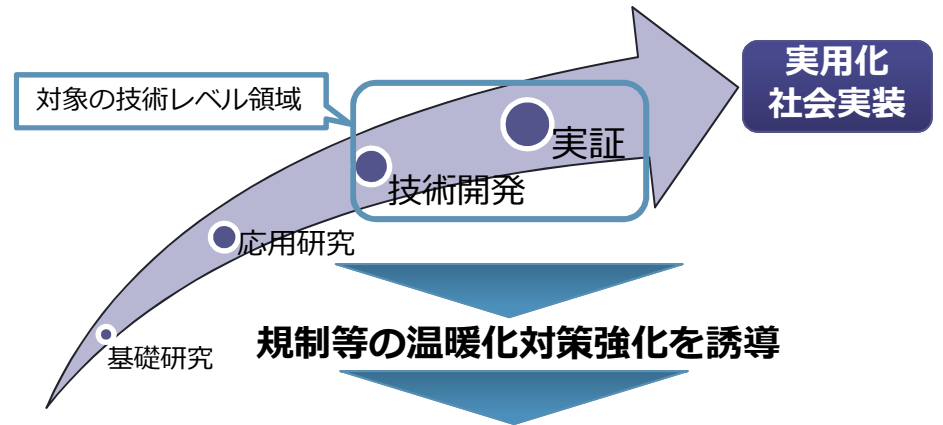 実用化
社会実装
対象の技術レベル領域
実証
技術開発
応用研究
基礎研究
規制等の温暖化対策強化を誘導